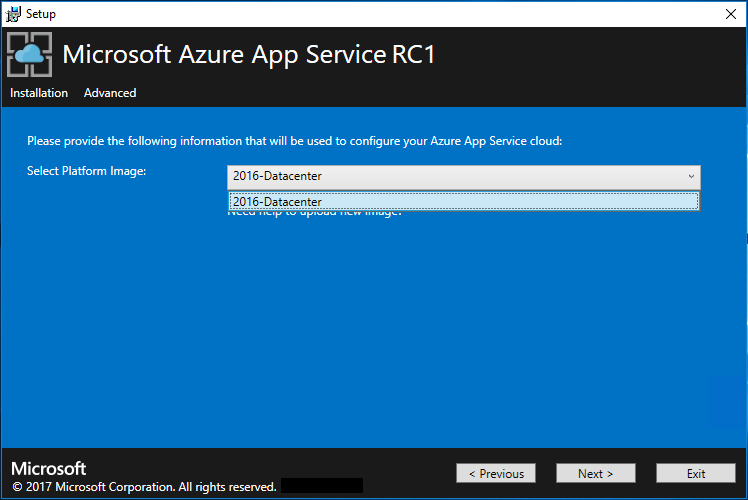 Setup
Microsoft Azure App Service RC1
Installation Advanced
Please provide the following information that will be used to configure your Azure App Service cloud:
Select Platform Image:
2016-Datacenter
2016-Datacenter
Need help to upload new image?
Microsoft
© 2017 Microsoft Corporation. All rights reserved.
< Previous Next > Exit